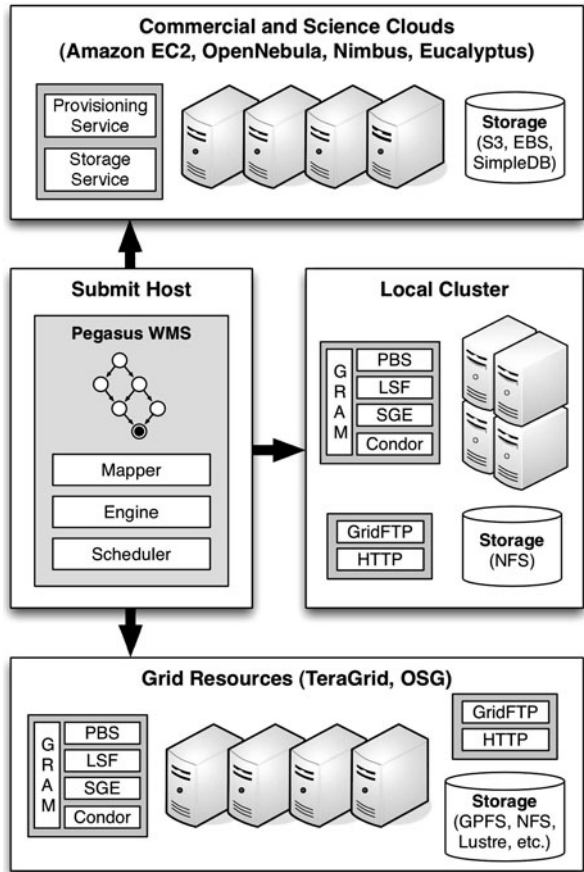 Commercial and Science Clouds
(Amazon EC2, OpenNebula, Nimbus, Eucalyptus)
Provisioning
Service
Storage
Service
Storage
(S3, EBS,
SimpleDB)
Submit Host
Pegasus WMS
Mapper
Engine
Scheduler
Local Cluster
GRAM
PBS
LSF
SGE
Condor
GridFTP
HTTP
Storage
(NFS)
Grid Resources (TeraGrid, OSG)
GRAM
PBS
LSF
SGE
Condor
GridFTP
HTTP
Storage
(GPFS, NFS,
Lustre, etc.)